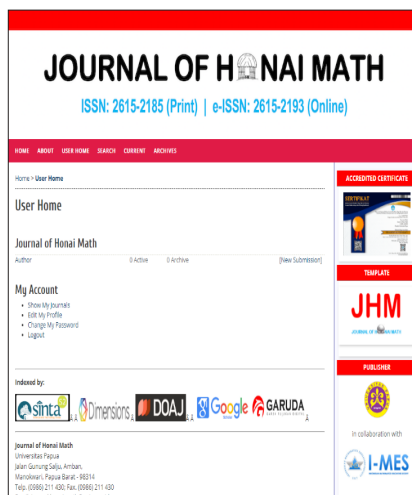 JOURNAL OF HONAI MATH
ISSN: 2615-2185 (Print) | e-ISSN: 2615-2193 (Online)
HOME ABOUT USER HOME SEARCH CURRENT ARCHIVES
Home > User Home
User Home
Journal of Honai Math
Author 0 Active 0 Archive [New Submission]
My Account
• Show My Journals
• Edit My Profile
• Change My Password
• Logout
Indexed by:
sinta Dimensions DOAJ Google GARUDA
Journal of Honai Math
Universitas Papua
Jalan Gunung Salju, Amban,
Manokwari, Papua Barat - 98314
Telp. (0986) 211 430; Fax. (0986) 211 430
ACCREDITED CERTIFICATE
SERTIFIKAT
TEMPLATE
JHM
JOURNAL OF HONAI MATH
PUBLISHER
in collaboration with
I-MES